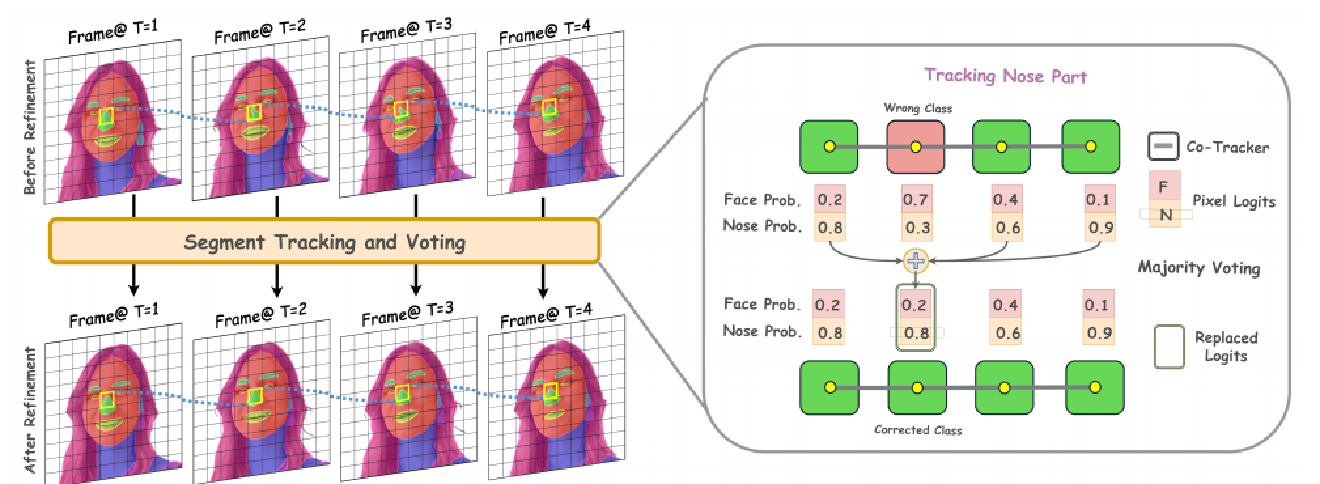 Frame@ T=1
Frame@ T=2
Frame@ T=3
Frame@ T=4
Before Refinement
Segment Tracking and Voting
Frame@ T=1
Frame@ T=2
Frame@ T=3
Frame@ T=4
After Refinement
Tracking Nose Part
Wrong Class
Co-Tracker
Face Prob. 0.2 0.7 0.4 0.1
Nose Prob. 0.8 0.3 0.6 0.9
F
N
Pixel Logits
Majority Voting
Face Prob. 0.2 0.2 0.4 0.1
Nose Prob. 0.8 0.8 0.6 0.9
Replaced
Logits
Corrected Class